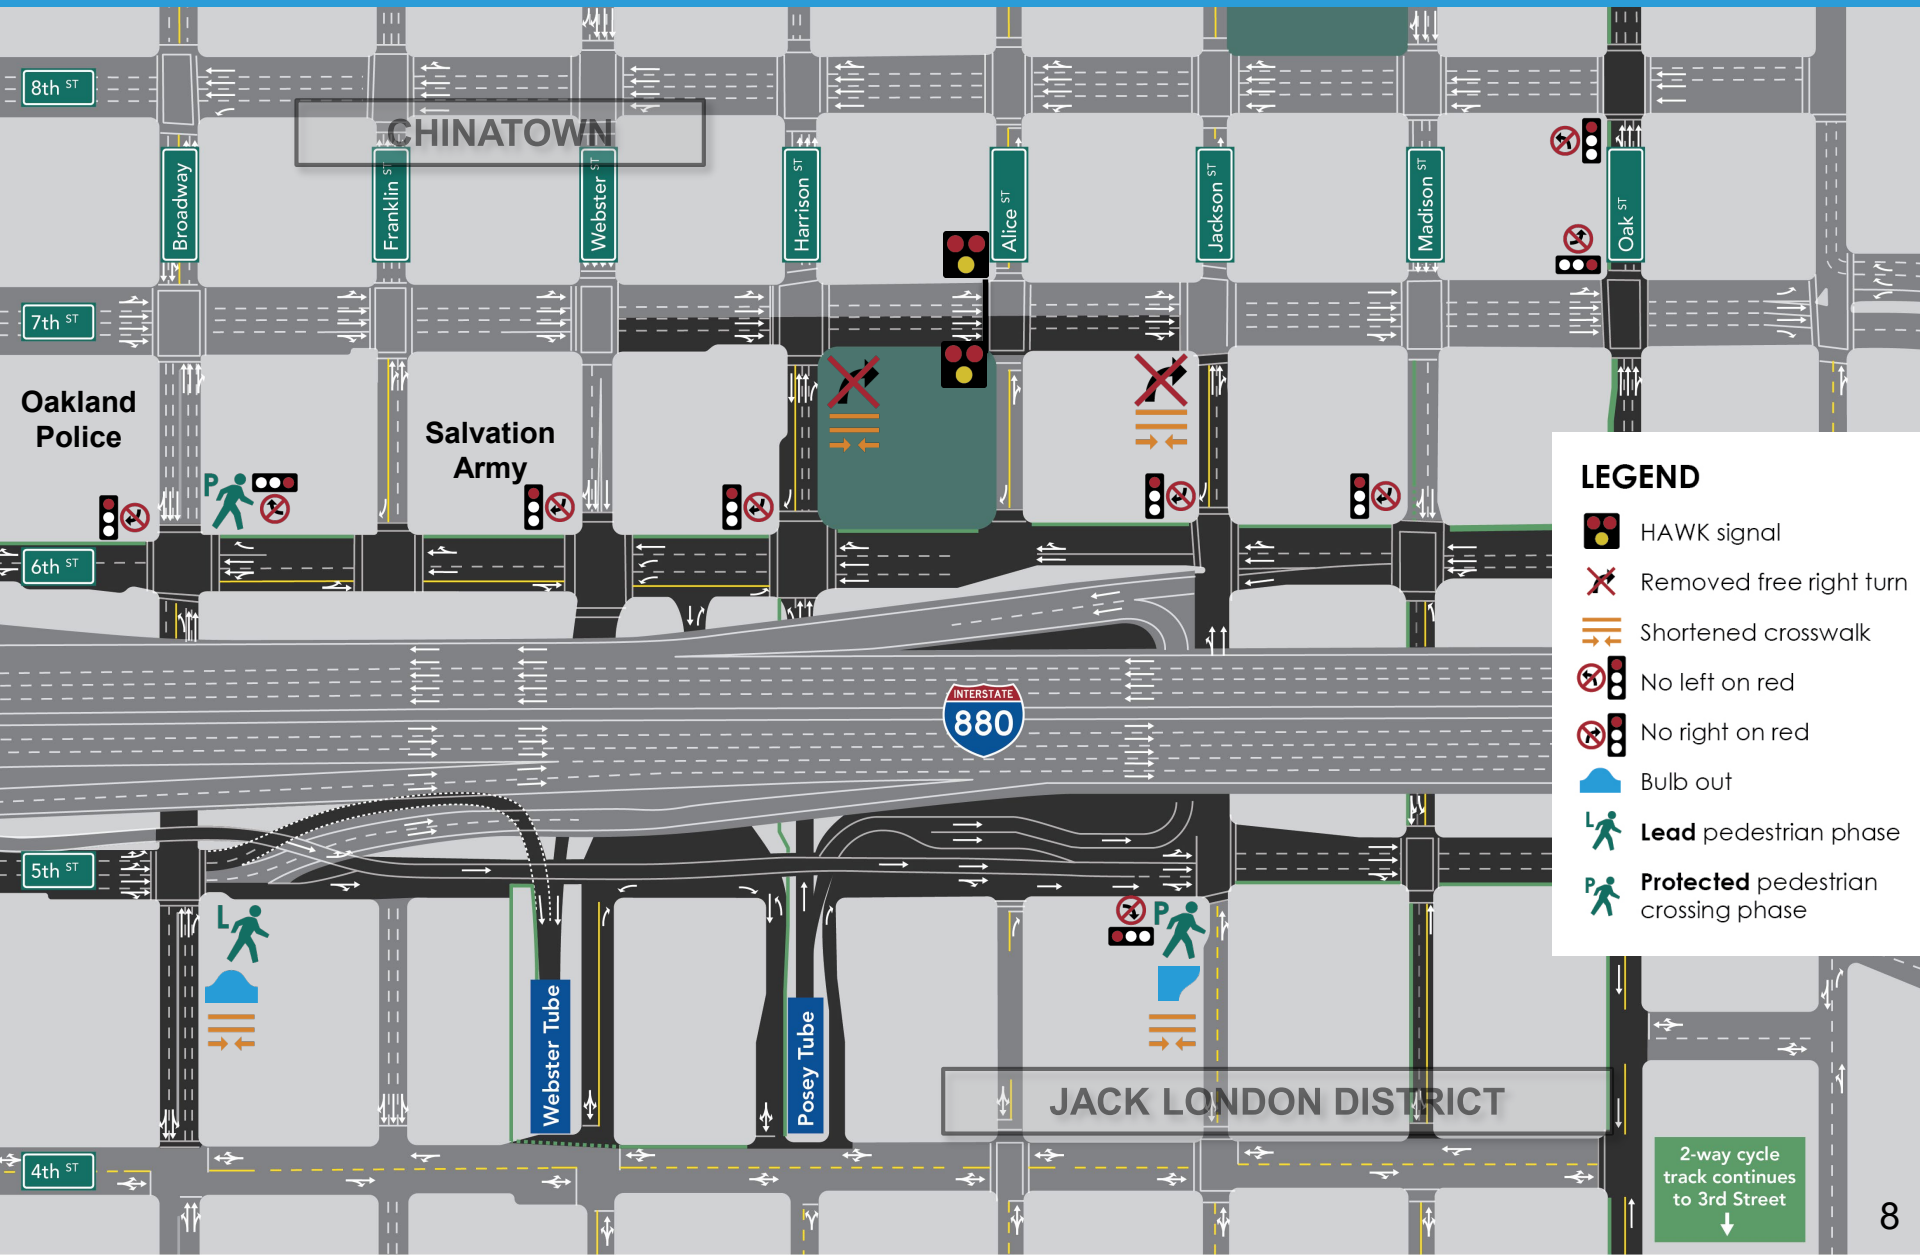 8th ST
CHINATOWN
Broadway
Franklin ST
Webster ST
Harrison ST
Alice ST
Jackson ST
Madison ST
Oak ST
7th ST
Oakland
Police
Salvation
Army
P
6th ST
LEGEND
HAWK signal
Removed free right turn
Shortened crosswalk
No left on red
No right on red
Bulb out
L
Lead pedestrian phase
P
Protected pedestrian
crossing phase
INTERSTATE
880
5th ST
L
P
Webster Tube
Posey Tube
JACK LONDON DISTRICT
4th ST
2-way cycle
track continues
to 3rd Street
8